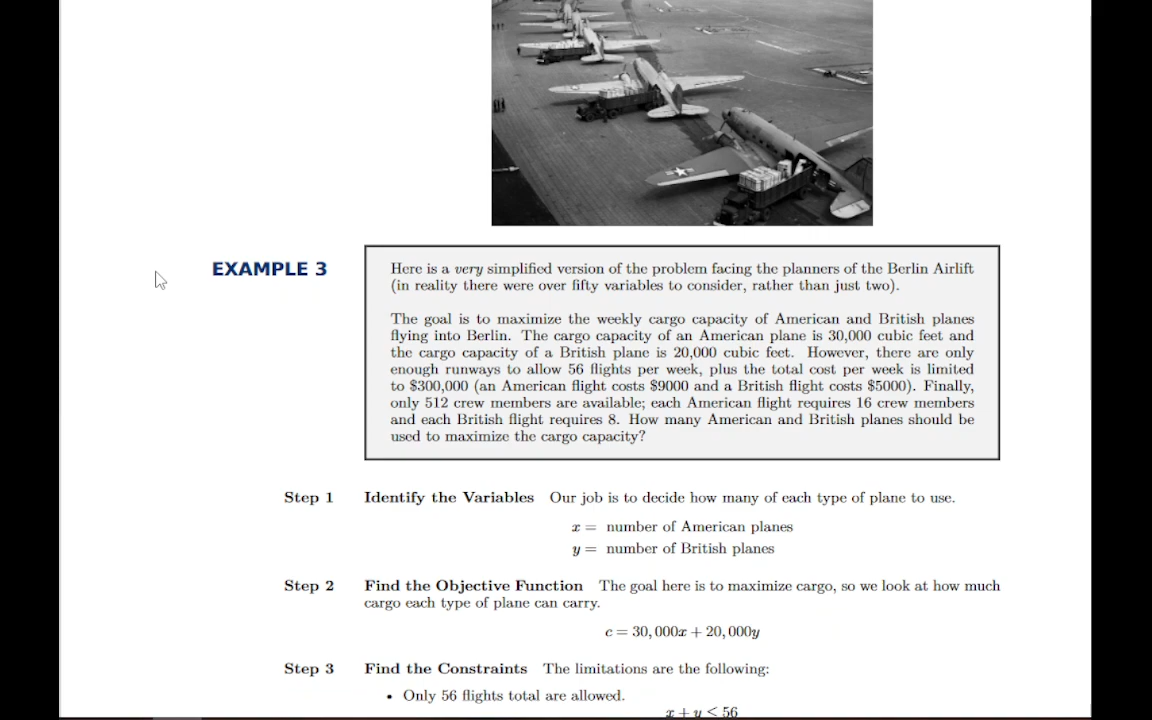 EXAMPLE 3
Here is a very simplified version of the problem facing the planners of the Berlin Airlift
(in reality there were over fifty variables to consider, rather than just two).
The goal is to maximize the weekly cargo capacity of American and British planes
flying into Berlin. The cargo capacity of an American plane is 30,000 cubic feet and
the cargo capacity of a British plane is 20,000 cubic feet. However, there are only
enough runways to allow 56 flights per week, plus the total cost per week is limited
to $300,000 (an American flight costs $9000 and a British flight costs $5000). Finally,
only 512 crew members are available; each American flight requires 16 crew members
and each British flight requires 8. How many American and British planes should be
used to maximize the cargo capacity?
Step 1 Identify the Variables Our job is to decide how many of each type of plane to use.
x = number of American planes
y = number of British planes
Step 2 Find the Objective Function The goal here is to maximize cargo, so we look at how much
cargo each type of plane can carry.
c = 30,000x + 20,000y
Step 3 Find the Constraints The limitations are the following:
• Only 56 flights total are allowed.